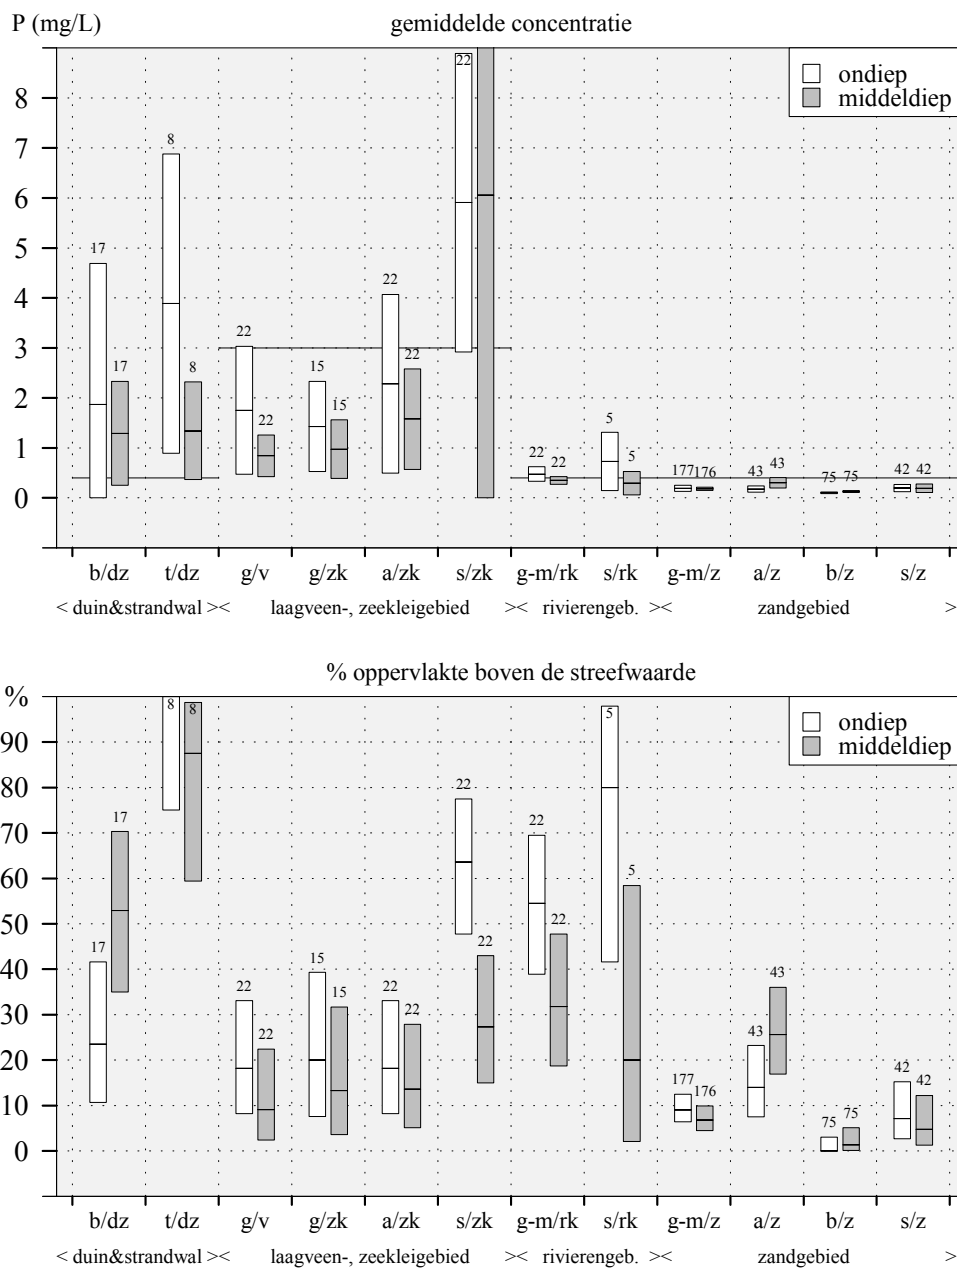 P (mg/L) gemiddelde concentratie
ondiep
middeldiep
8
7
6
5
4
3
2
1
0
17 17 8 8 22 22 15 15 22 22 22 22 22 5 5 177 176 43 43 75 75 42 42
b/dz t/dz g/v g/zk a/zk s/zk g-m/rk s/rk g-m/z a/z b/z s/z
< duin&strandwal >< laagveen-, zeekleigebied >< rivierengeb. >< zandgebied >
% oppervlakte boven de streefwaarde
%
ondiep
middeldiep
90
80
70
60
50
40
30
20
10
0
17 17 8 8 22 22 15 15 22 22 22 22 22 22 5 5 177 176 43 43 75 75 42 42
b/dz t/dz g/v g/zk a/zk s/zk g-m/rk s/rk g-m/z a/z b/z s/z
< duin&strandwal >< laagveen-, zeekleigebied >< rivierengeb. >< zandgebied >